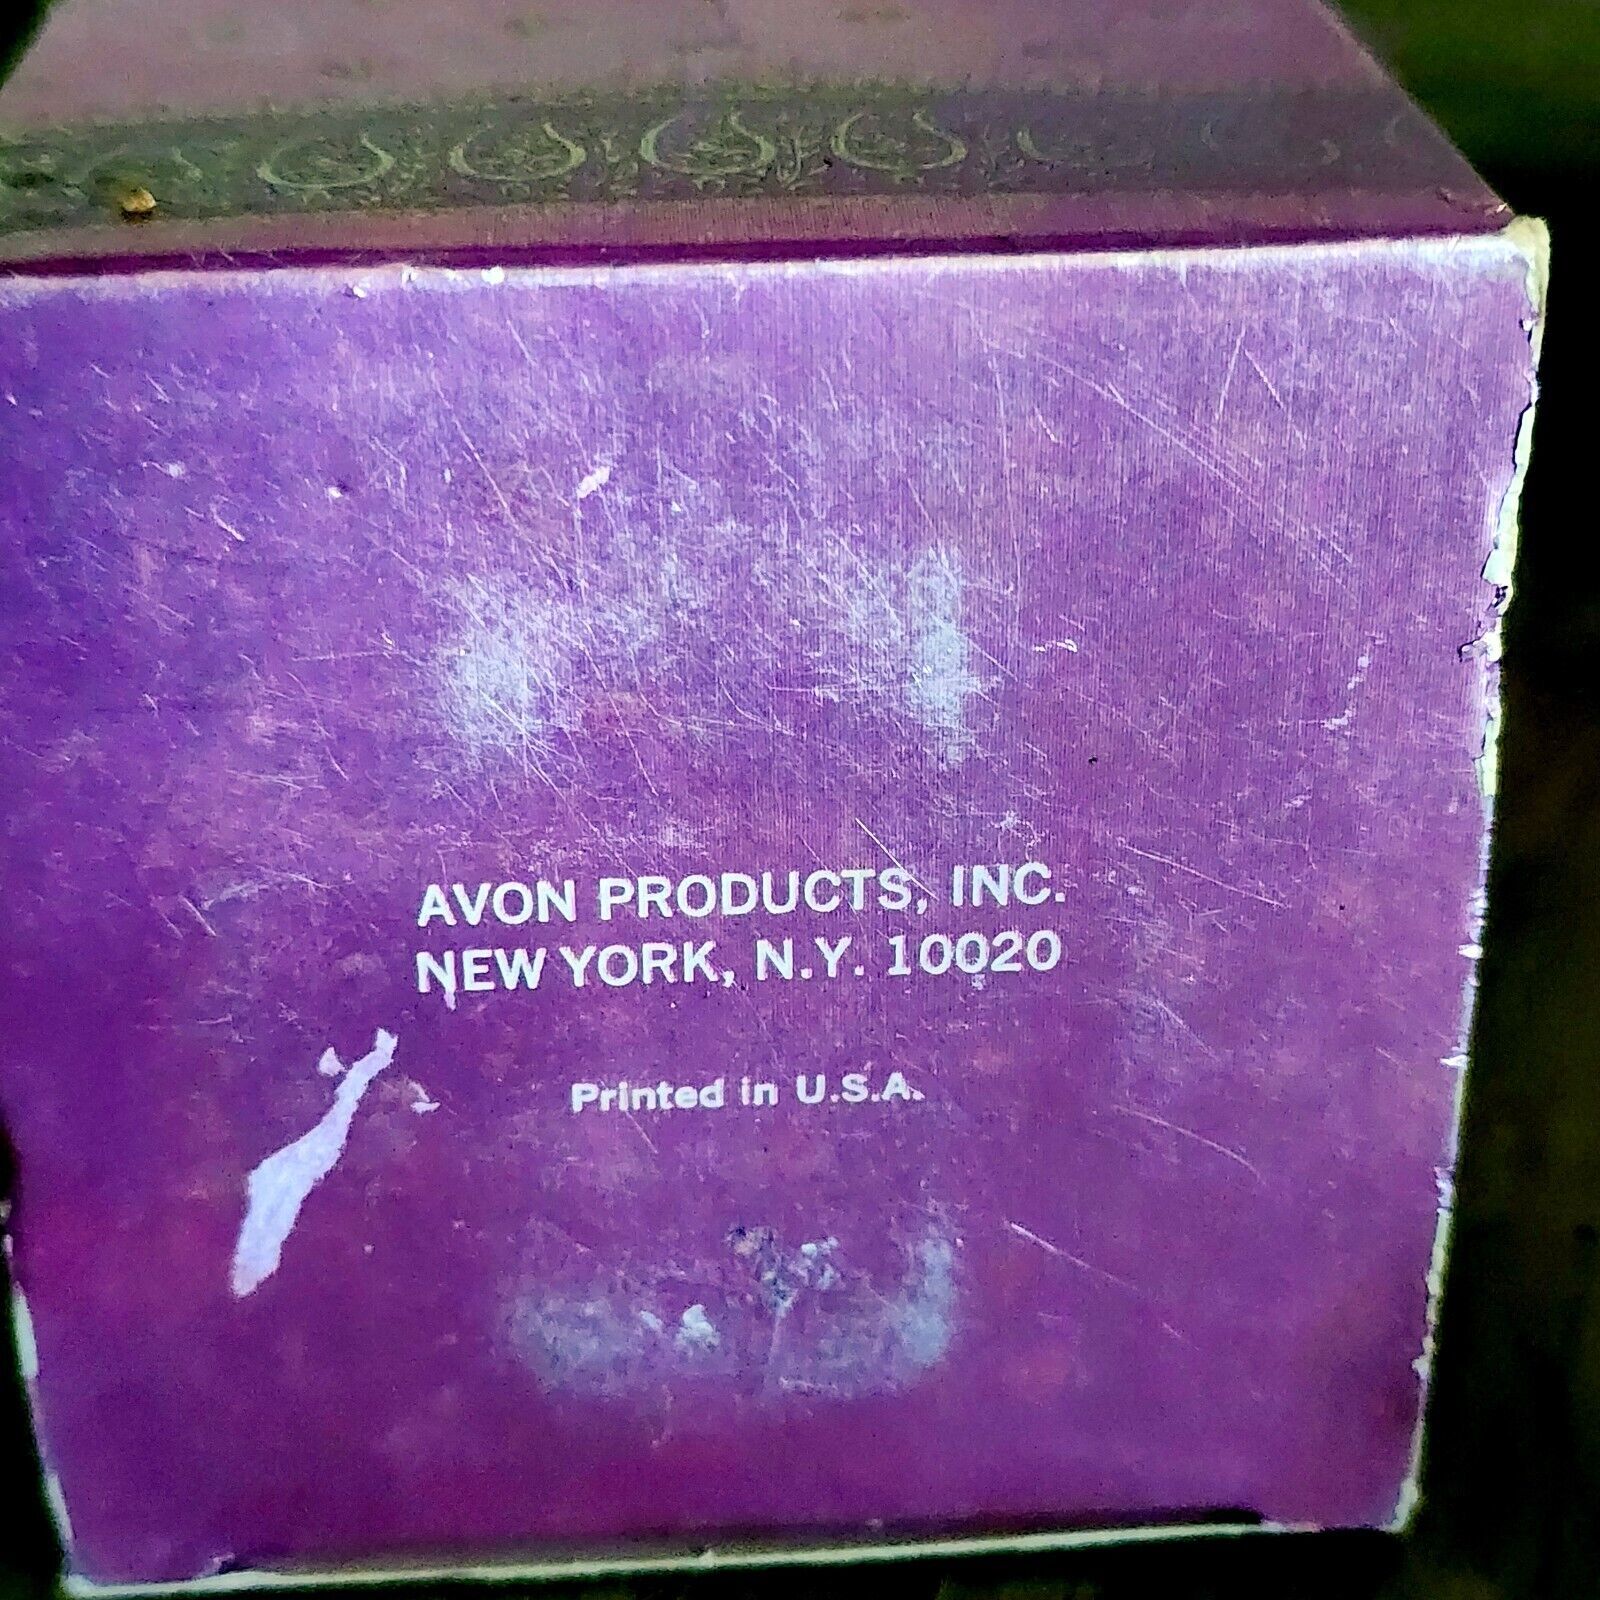 AVON PRODUCTS, INC.
NEW YORK, N.Y. 10020
Printed in U.S.A.